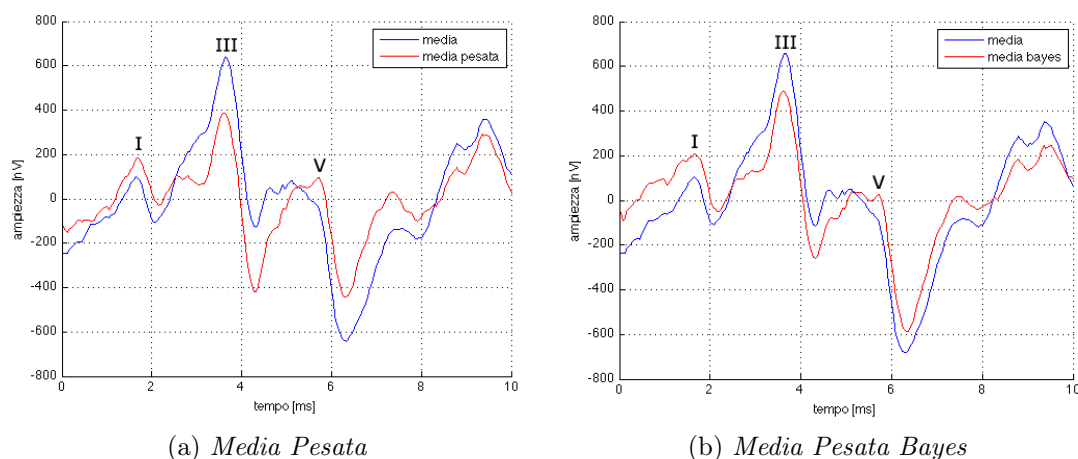 800
600
400
200
0
-200
-400
-600
-800
0 2 4 6 8 10
ampiezza [nV]
tempo [ms]
I
III
V
media
media pesata
(a) Media Pesata
800
600
400
200
0
-200
-400
-600
-800
0 2 4 6 8 10
ampiezza [nV]
tempo [ms]
I
III
V
media
media bayes
(b) Media Pesata Bayes